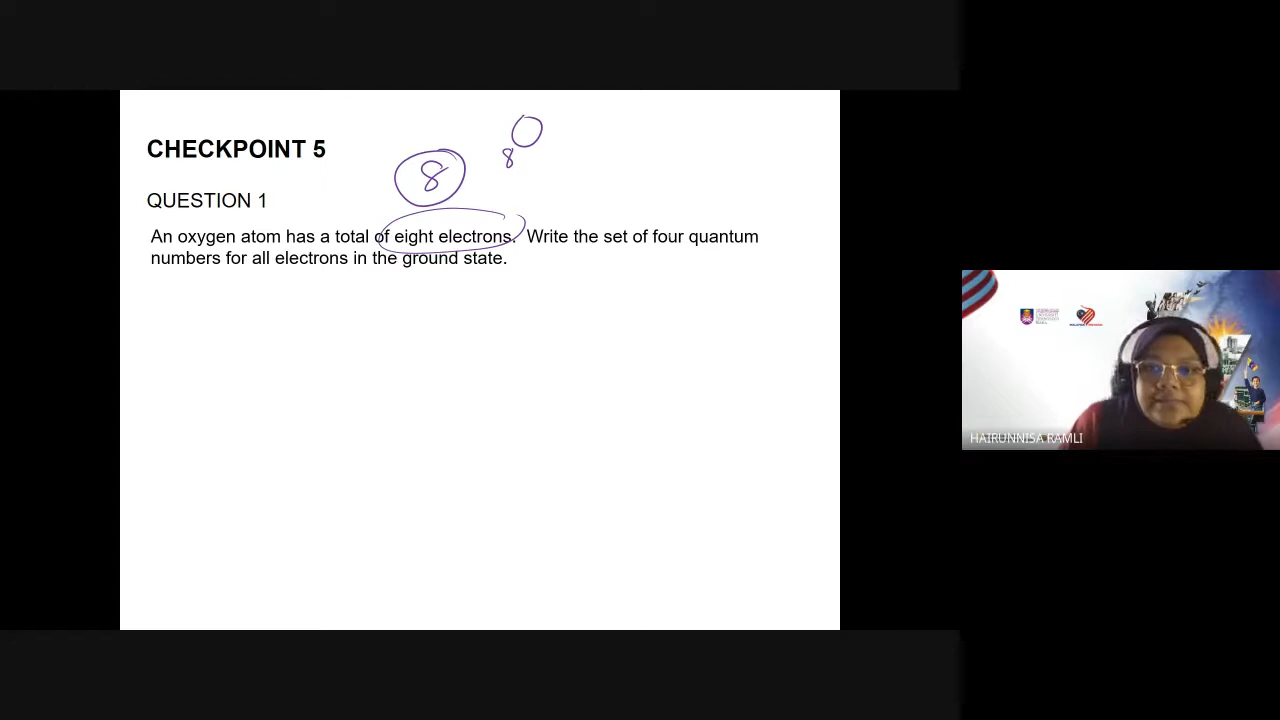 CHECKPOINT 5
8
O
8
QUESTION 1
An oxygen atom has a total of eight electrons. Write the set of four quantum
numbers for all electrons in the ground state.
HAIRUNNISA RAMLI